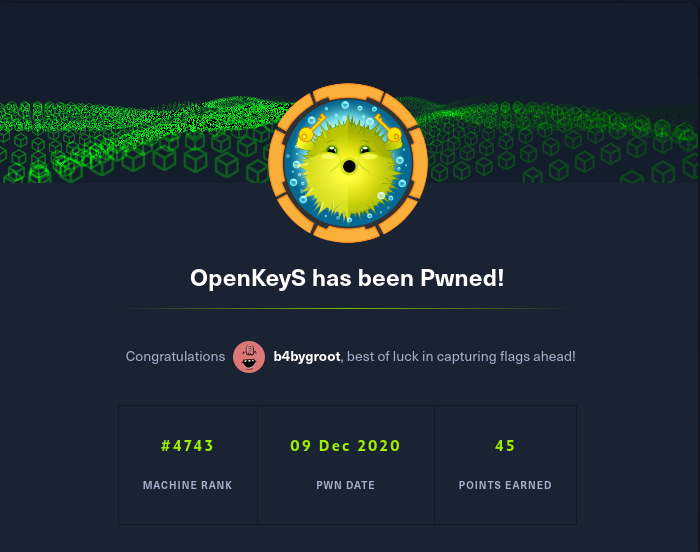 OpenKeyS has been Pwned!
Congratulations b4bygroot, best of luck in capturing flags ahead!
#4743 09 Dec 2020 45
MACHINE RANK PWN DATE POINTS EARNED